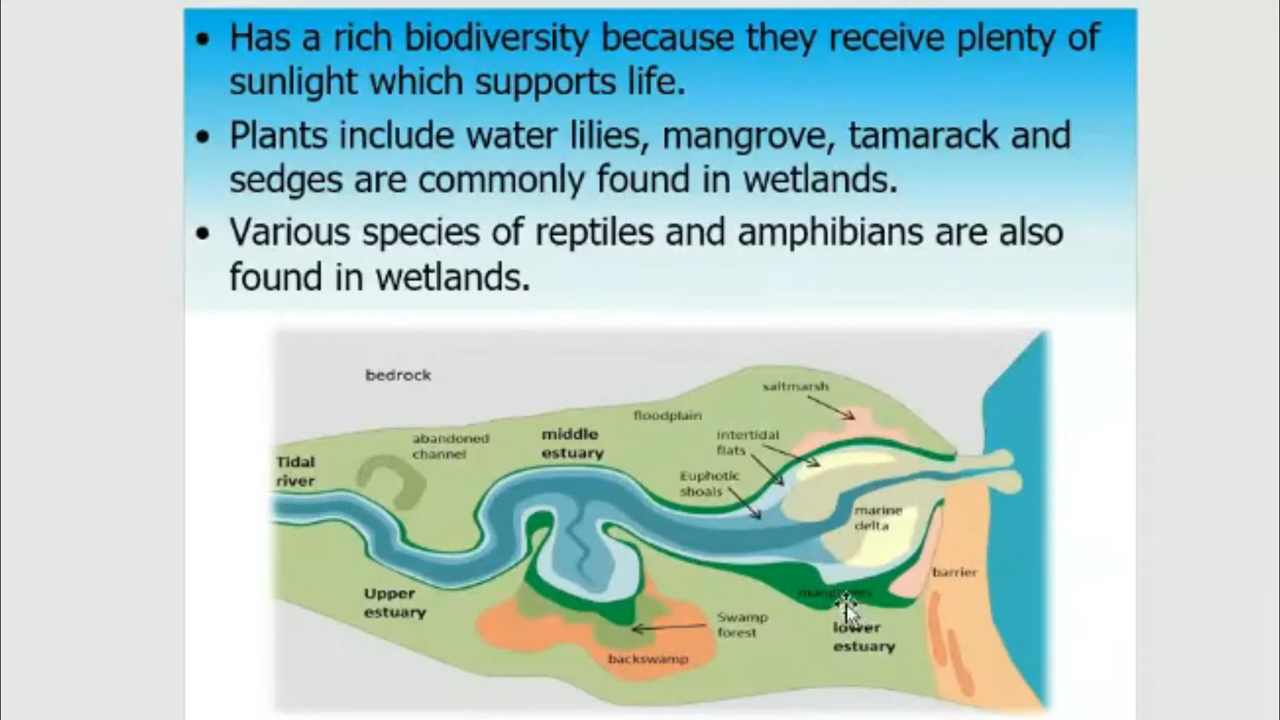 • Has a rich biodiversity because they receive plenty of
sunlight which supports life.
• Plants include water lilies, mangrove, tamarack and
sedges are commonly found in wetlands.
• Various species of reptiles and amphibians are also
found in wetlands.
bedrock
saltmarsh
floodplain
abandoned
channel
middle
estuary
Intertidal
flats
Tidal
river
Euphotic
shoals
marine
delta
barrier
Upper
estuary
mangroves
Swamp
forest
lower
estuary
backswamp